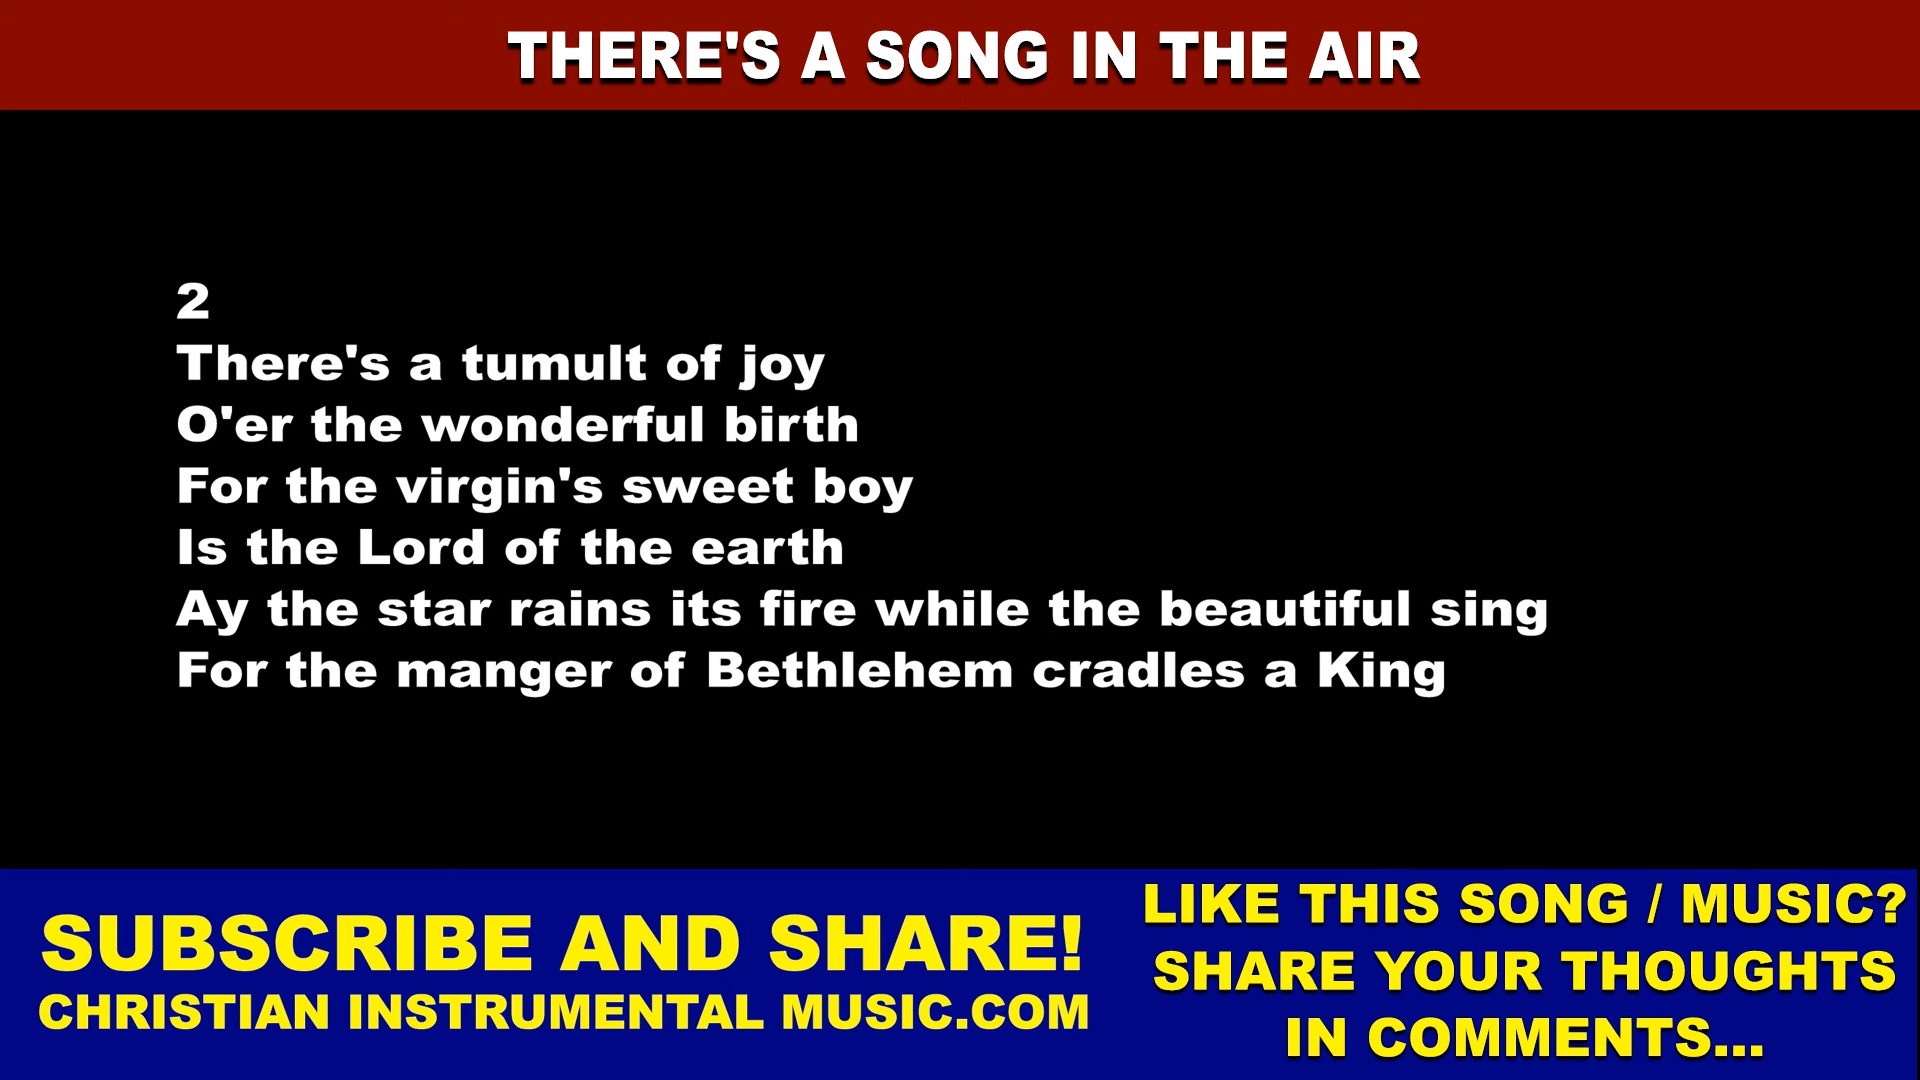 THERE'S A SONG IN THE AIR
2
There's a tumult of joy
O'er the wonderful birth
For the virgin's sweet boy
Is the Lord of the earth
Ay the star rains its fire while the beautiful sing
For the manger of Bethlehem cradles a King
SUBSCRIBE AND SHARE!
CHRISTIAN INSTRUMENTAL MUSIC.COM
LIKE THIS SONG / MUSIC?
SHARE YOUR THOUGHTS
IN COMMENTS...